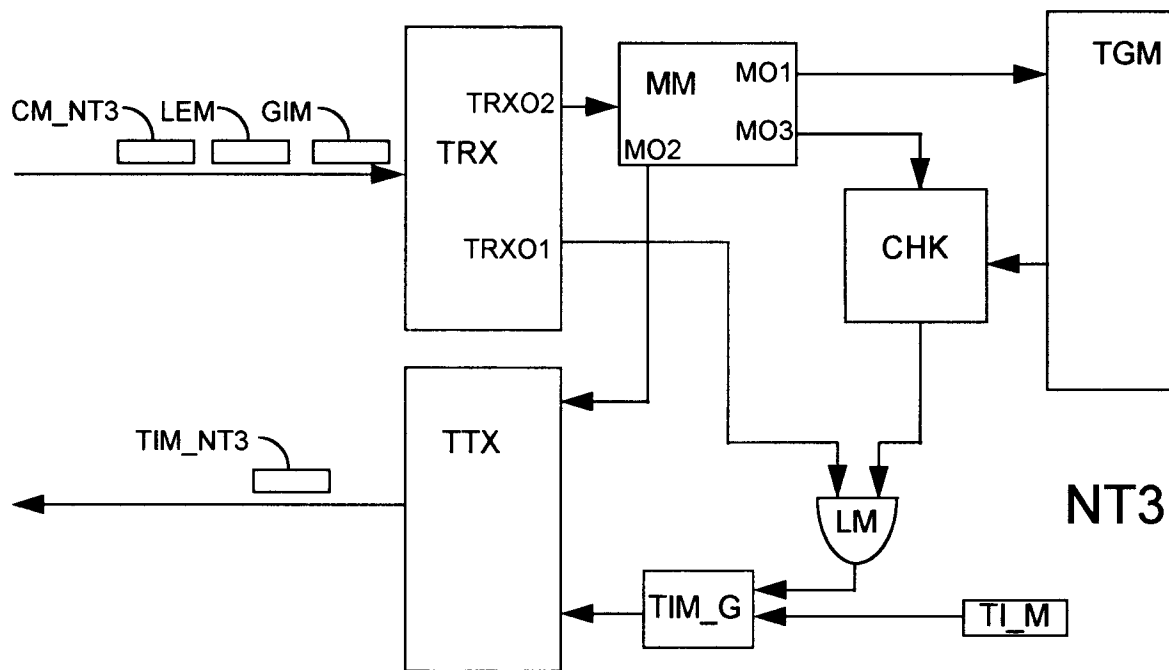 CM_NT3 LEM GIM
TRX
TRXO2
TRXO1
MM
MO1
MO3
MO2
TGM
CHK
TIM_NT3
TTX
LM
NT3
TIM_G
TI_M